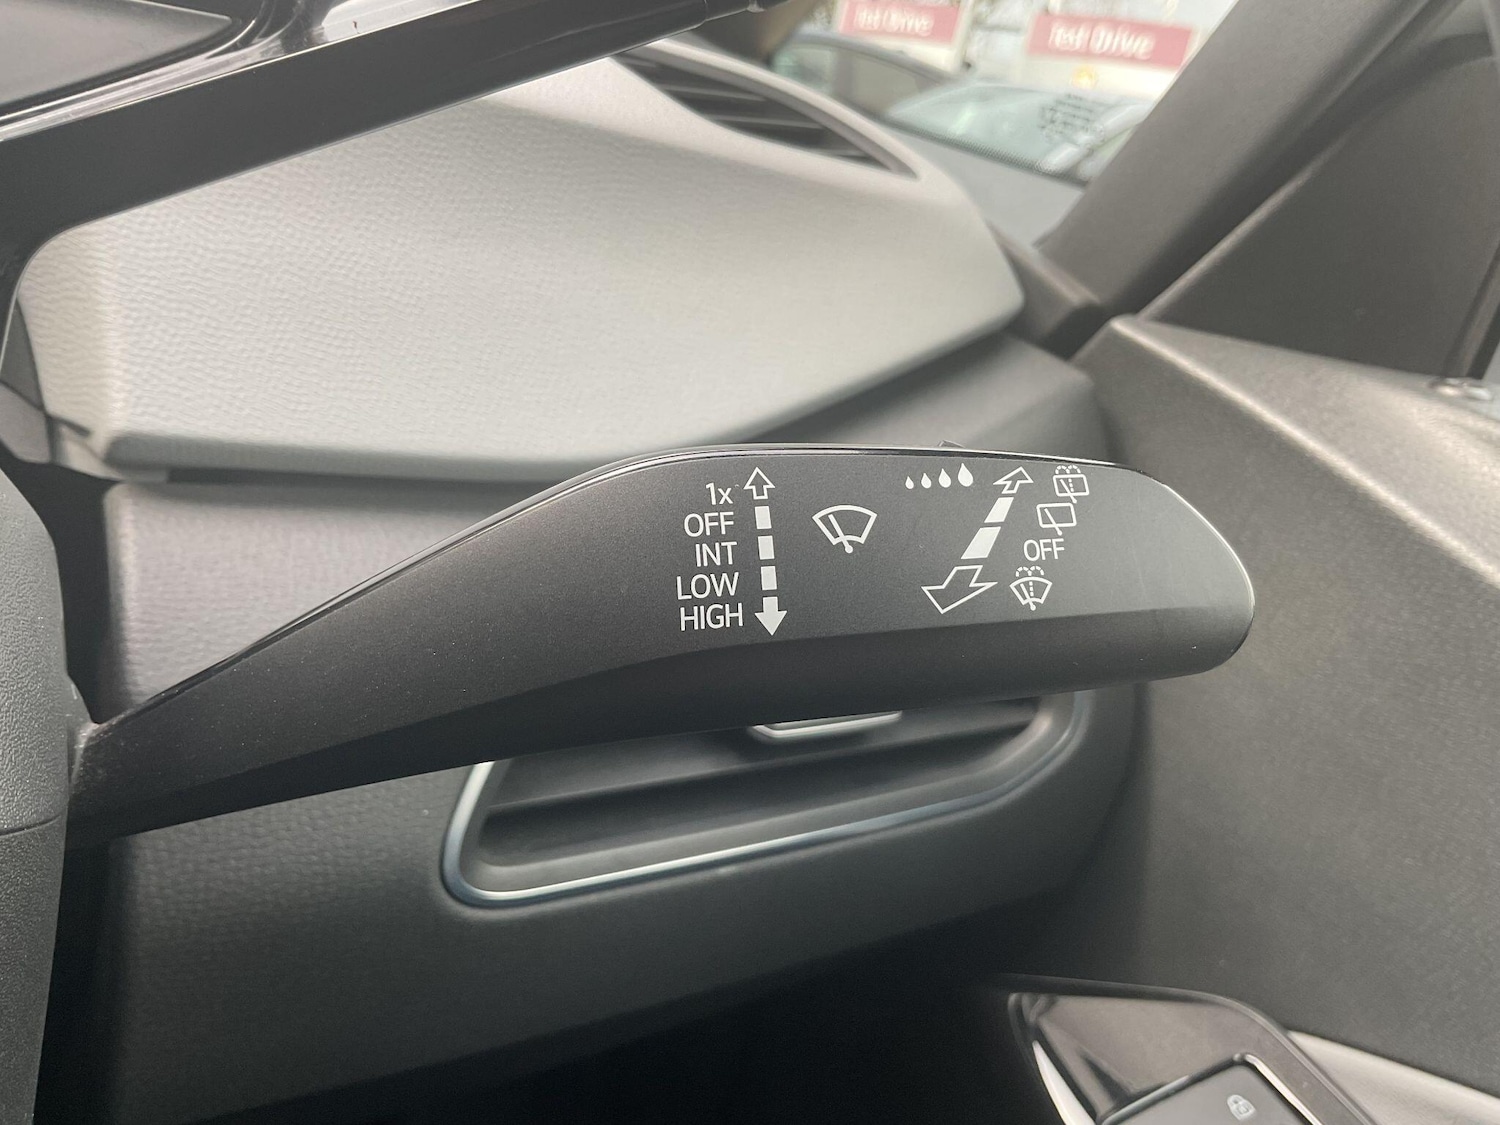 Test Drive
Test Drive
1x
OFF
INT
LOW
HIGH
OFF